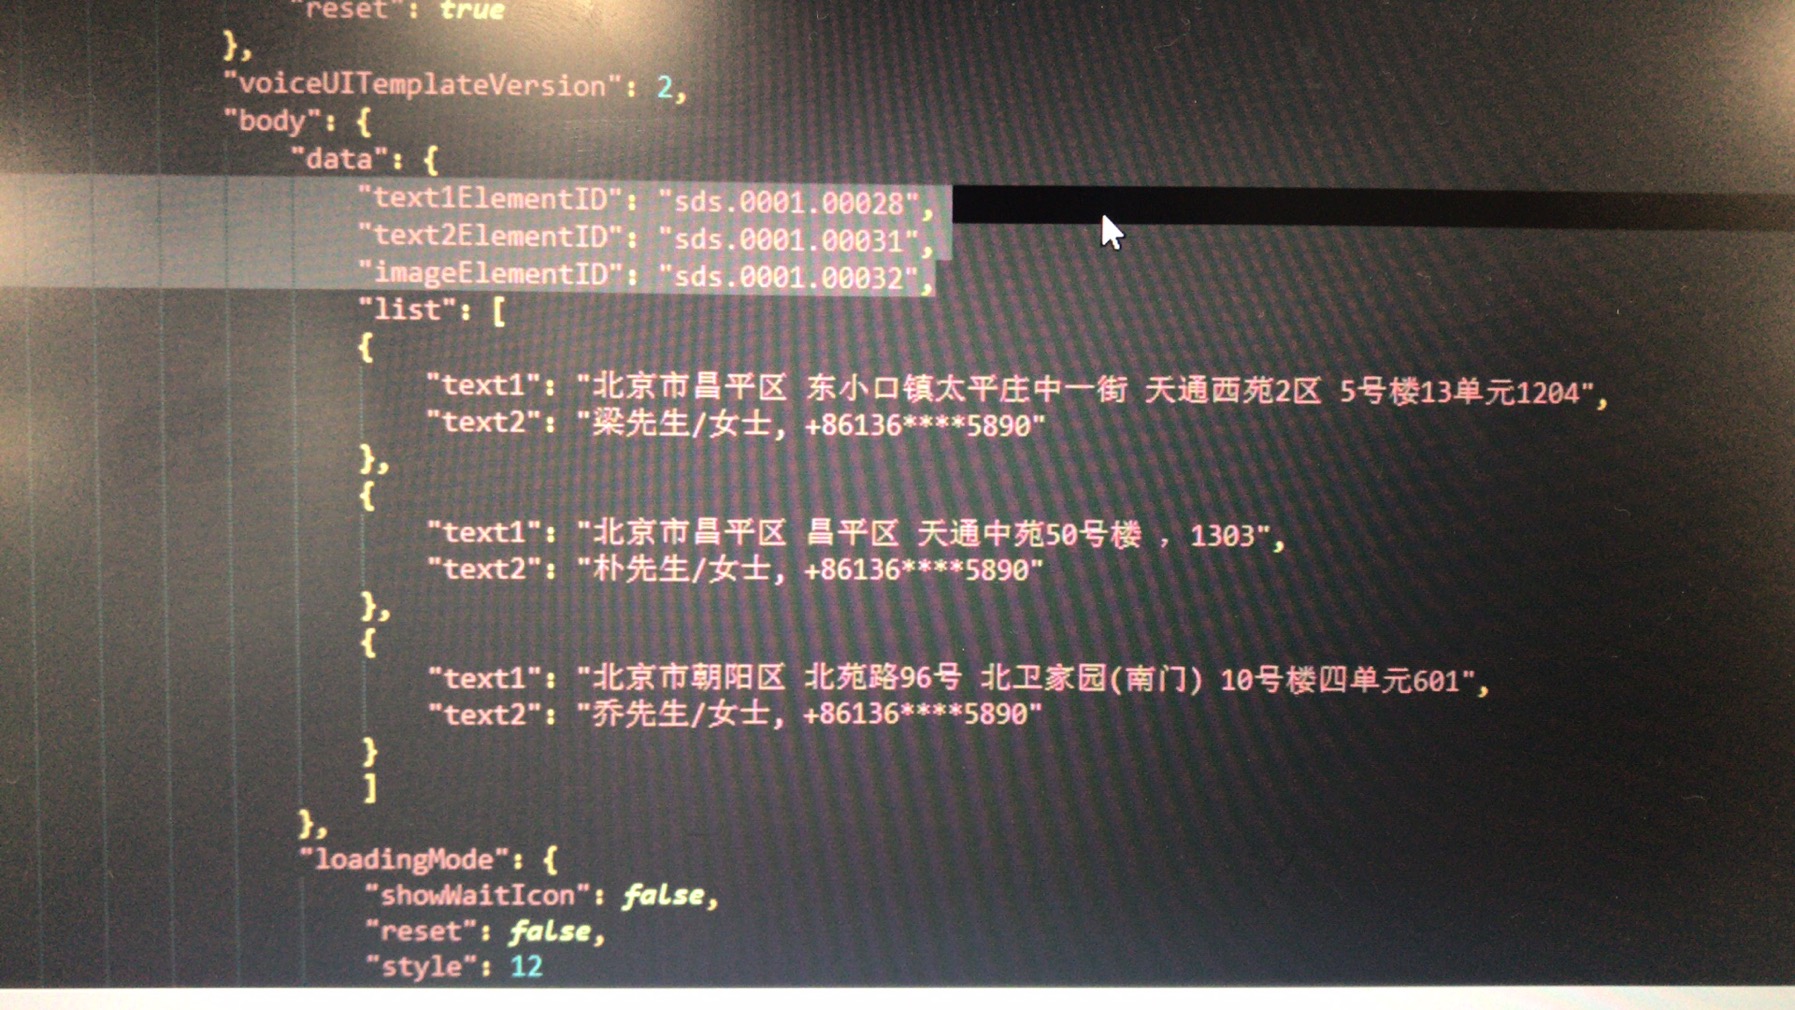 "reset": true
},
"voiceUITemplateVersion": 2,
"body": {
"data": {
"text1ElementID": "sds.0001.00028",
"text2ElementID": "sds.0001.00031",
"imageElementID": "sds.0001.00032",
"list": [
{
"text1": "北京市昌平区 东小口镇太平庄中一街 天通西苑2区 5号楼13单元1204",
"text2": "梁先生/女士, +86136****5890"
},
{
"text1": "北京市昌平区 昌平区 天通中苑50号楼 ，1303",
"text2": "朴先生/女士, +86136****5890"
},
{
"text1": "北京市朝阳区 北苑路96号 北卫家园(南门) 10号楼四单元601",
"text2": "乔先生/女士, +86136****5890"
}
]
},
"loadingMode": {
"showWaitIcon": false,
"reset": false,
"style": 12